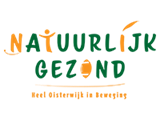 NATUURLIJK
GEZOND
Heel Oisterwijk in Beweging